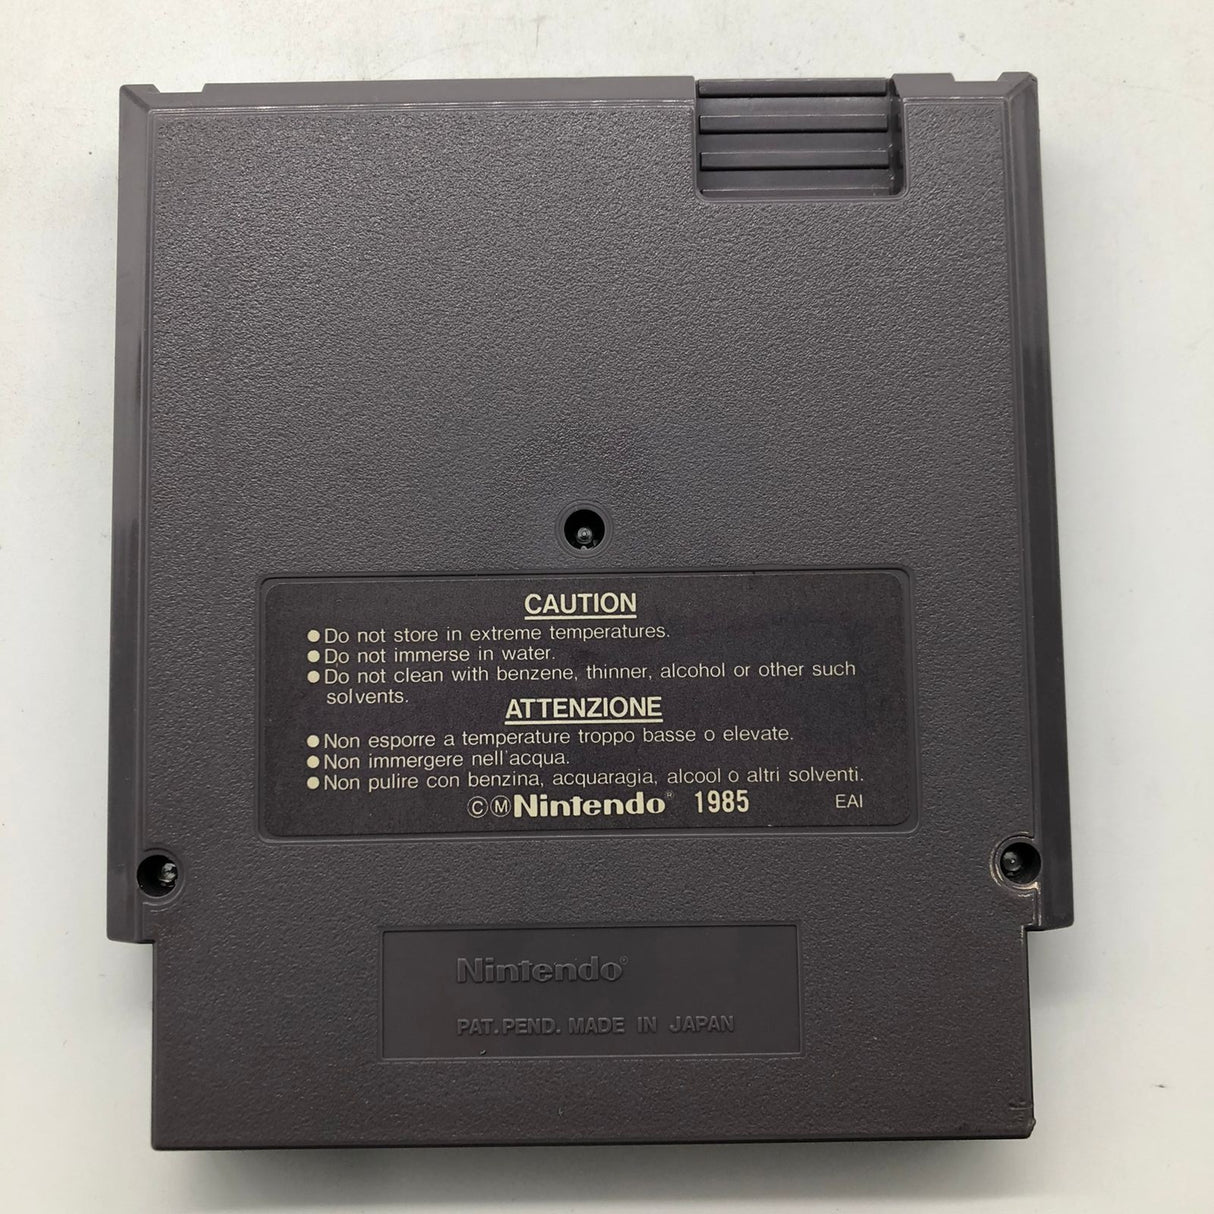 CAUTION
● Do not store in extreme temperatures.
● Do not immerse in water.
● Do not clean with benzene, thinner, alcohol or other such
solvents.
ATTENZIONE
● Non esporre a temperature troppo basse o elevate.
● Non immergere nell'acqua.
● Non pulire con benzina, acquaragia, alcool o altri solventi.
©Ⓜ Nintendo® 1985 EAI
Nintendo®
PAT. PEND. MADE IN JAPAN